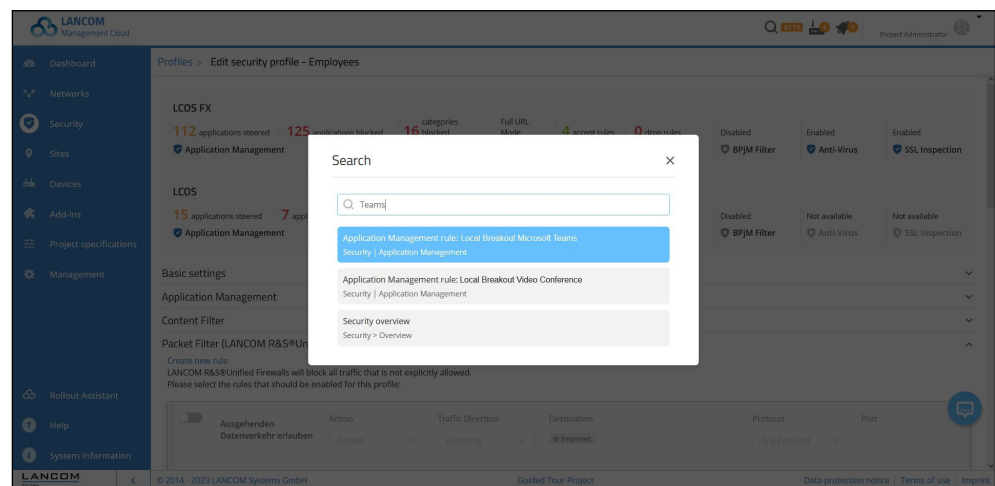 LANCOM
Management Cloud
BETA
Project Administrator
Dashboard
Networks
Security
Sites
Devices
Add-ins
Project specifications
Management
Rollout Assistant
Help
System Information
LANCOM
Profiles > Edit security profile - Employees
LCOS FX
112 applications steered
125 applications blocked
16 categories blocked
Full URL Mode
4 accept rules
0 drop rules
Disabled
Enabled
Enabled
Application Management
BPjM Filter
Anti-Virus
SSL Inspection
LCOS
15 applications steered
7 appl
Disabled
Not available
Not available
Application Management
BPjM Filter
Anti-Virus
SSL Inspection
Search
Teams
Application Management rule: Local Breakout Microsoft Teams
Security | Application Management
Application Management rule: Local Breakout Video Conference
Security | Application Management
Security overview
Security > Overview
Basic settings
Application Management
Content Filter
Packet Filter (LANCOM R&S®Un
Create new rule
LANCOM R&S®Unified Firewalls will block all traffic that is not explicitly allowed.
Please select the rules that should be enabled for this profile:
Ausgehenden
Datenverkehr erlauben
Action
Accept
Traffic Direction
Outgoing
Destination
Internet
Protocol
Any Protocol
Port
© 2014 - 2023 LANCOM Systems GmbH
Guided Tour Project
Data protection notice
Terms of use
Imprint